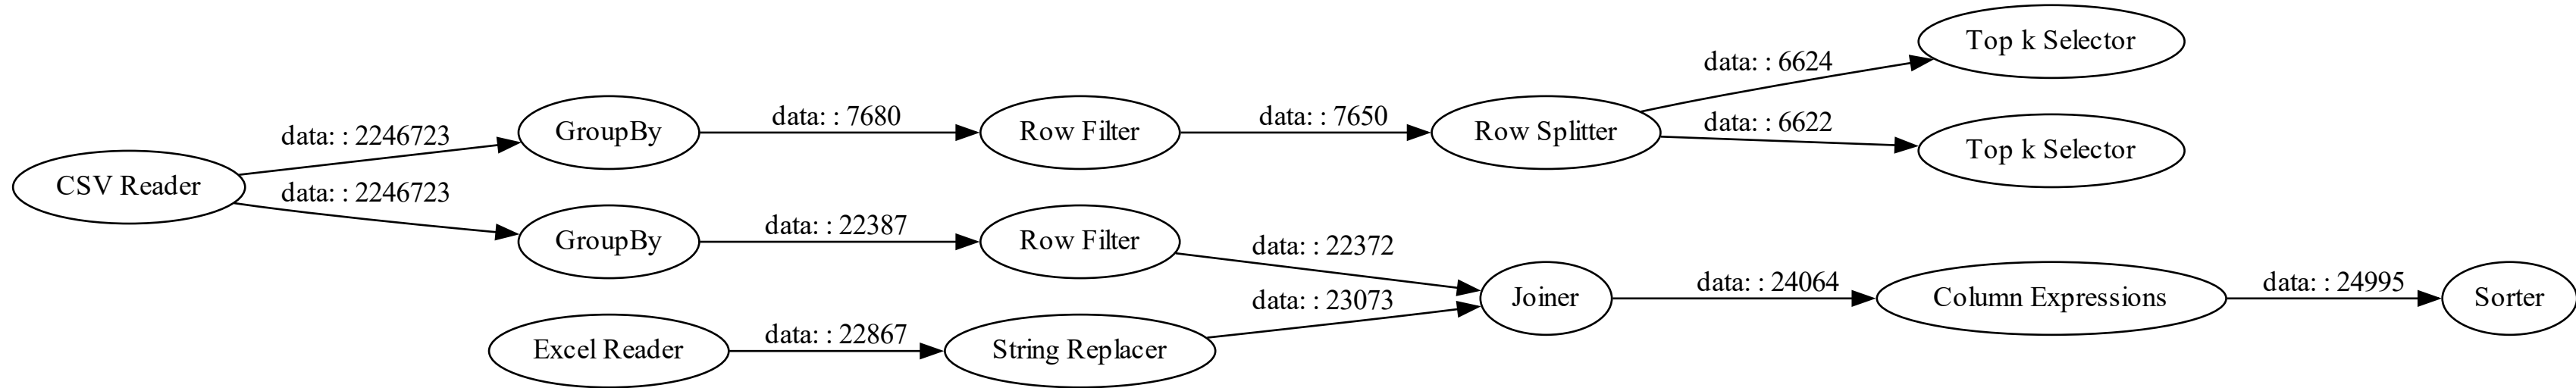 Top k Selector
data: : 6624
GroupBy
data: : 7680
Row Filter
data: : 7650
Row Splitter
data: : 6622
Top k Selector
data: : 2246723
CSV Reader
data: : 2246723
GroupBy
data: : 22387
Row Filter
data: : 22372
Joiner
data: : 24064
Column Expressions
data: : 24995
Sorter
data: : 23073
Excel Reader
data: : 22867
String Replacer